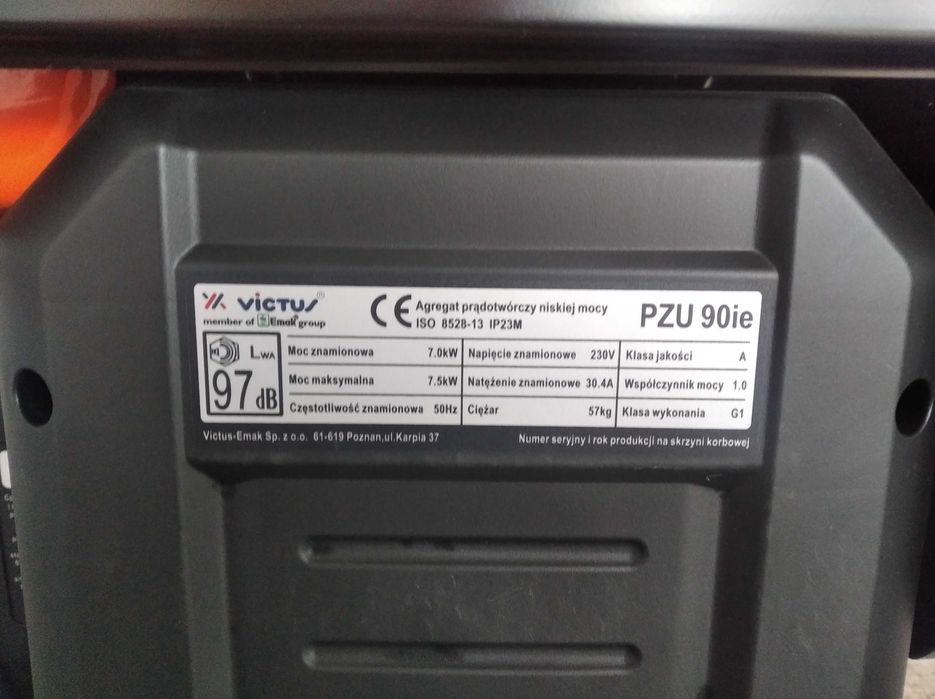 VICTUS®
member of Emak group
CE Agregat prądotwórczy niskiej mocy
ISO 8528-13 IP23M
PZU 90ie
LWA
97 dB
Moc znamionowa 7.0kW Napięcie znamionowe 230V Klasa jakości A
Moc maksymalna 7.5kW Natężenie znamionowe 30.4A Współczynnik mocy 1.0
Częstotliwość znamionowa 50Hz Ciężar 57kg Klasa wykonania G1
Victus-Emak Sp. z o.o. 61-619 Poznan,ul.Karpia 37 Numer seryjny i rok produkcji na skrzyni korbowej